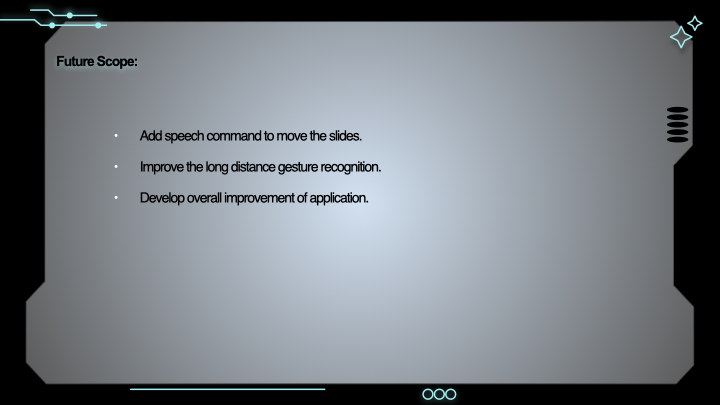 Future Scope:
• Add speech command to move the slides.
• Improve the long distance gesture recognition.
• Develop overall improvement of application.